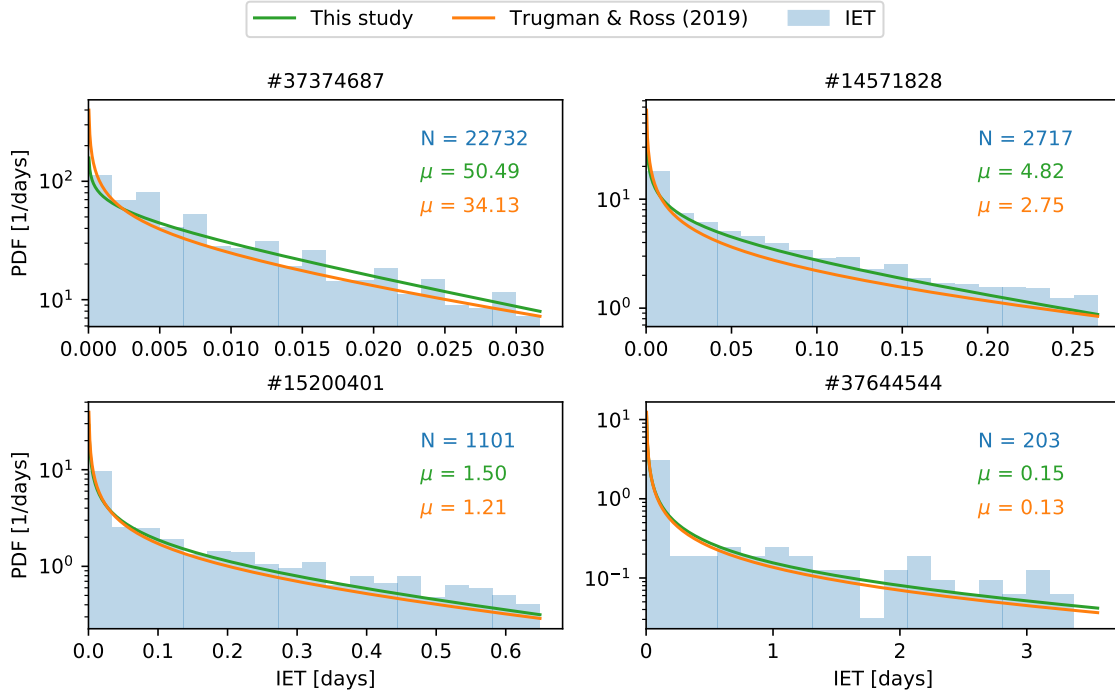 This study Trugman & Ross (2019) IET
#37374687
PDF [1/days]
10² 10¹
N = 22732
μ = 50.49
μ = 34.13
0.000 0.005 0.010 0.015 0.020 0.025 0.030
#14571828
10¹ 10⁰
N = 2717
μ = 4.82
μ = 2.75
0.00 0.05 0.10 0.15 0.20 0.25
#15200401
PDF [1/days]
10¹ 10⁰
N = 1101
μ = 1.50
μ = 1.21
0.0 0.1 0.2 0.3 0.4 0.5 0.6
IET [days]
#37644544
10¹ 10⁰ 10⁻¹
N = 203
μ = 0.15
μ = 0.13
0 1 2 3
IET [days]